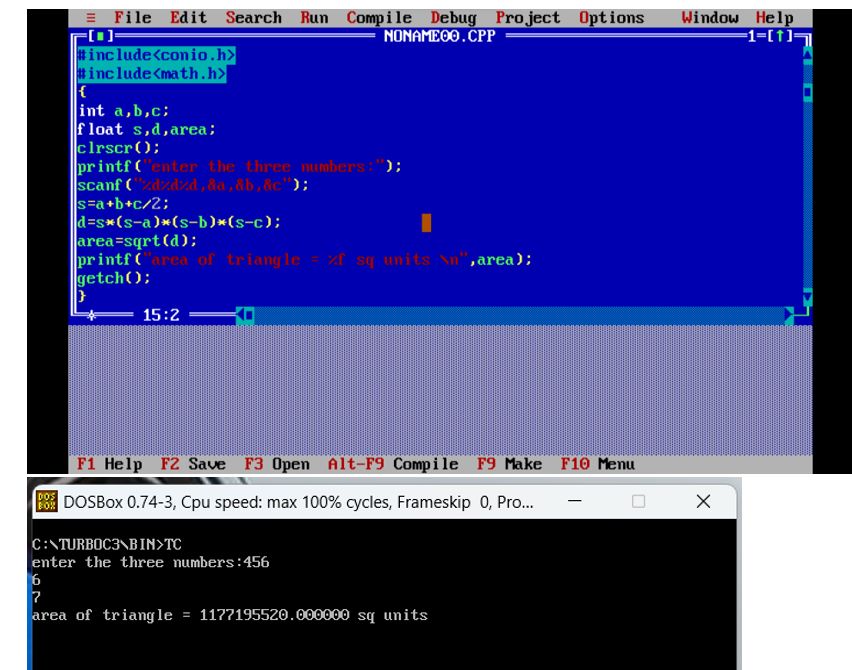 ≡ File Edit Search Run Compile Debug Project Options Window Help
[■] NONAME00.CPP 1=[↑]
#include<conio.h>
#include<math.h>
{
int a,b,c;
float s,d,area;
clrscr();
printf("enter the three numbers:");
scanf("%d%d%d,&a,&b,&c");
s=a+b+c/2;
d=s*(s-a)*(s-b)*(s-c);
area=sqrt(d);
printf("area of triangle = %f sq units \n",area);
getch();
}
* 15:2
F1 Help F2 Save F3 Open Alt-F9 Compile F9 Make F10 Menu
DOS BOX DOSBox 0.74-3, Cpu speed: max 100% cycles, Frameskip 0, Pro...
C:\TURBOC3\BIN>TC
enter the three numbers:456
6
7
area of triangle = 1177195520.000000 sq units